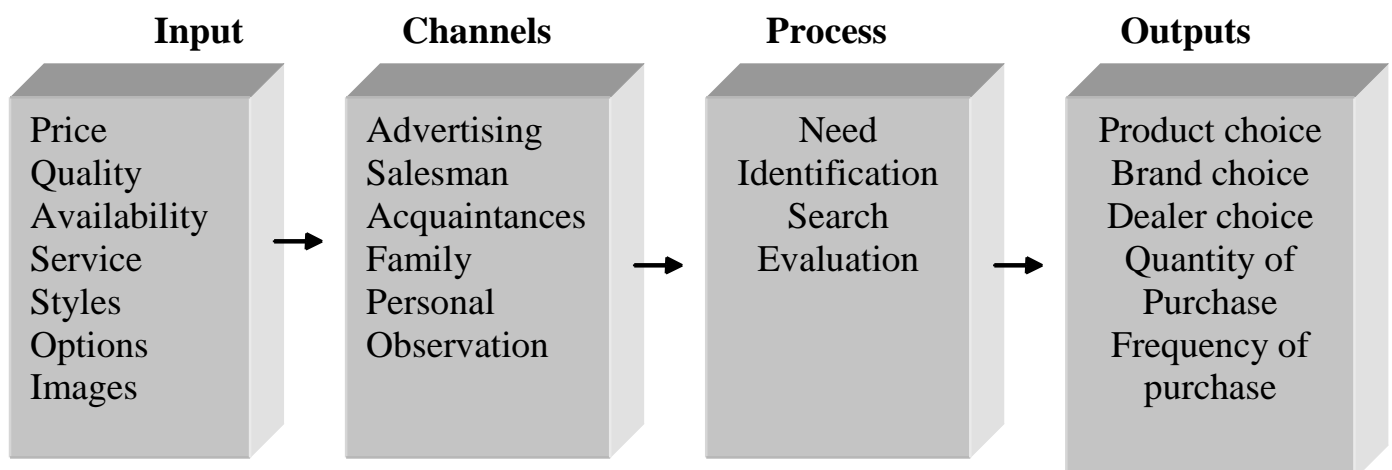 Input
Channels
Process
Outputs
Price
Quality
Availability
Service
Styles
Options
Images
Advertising
Salesman
Acquaintances
Family
Personal
Observation
Need
Identification
Search
Evaluation
Product choice
Brand choice
Dealer choice
Quantity of
Purchase
Frequency of
purchase